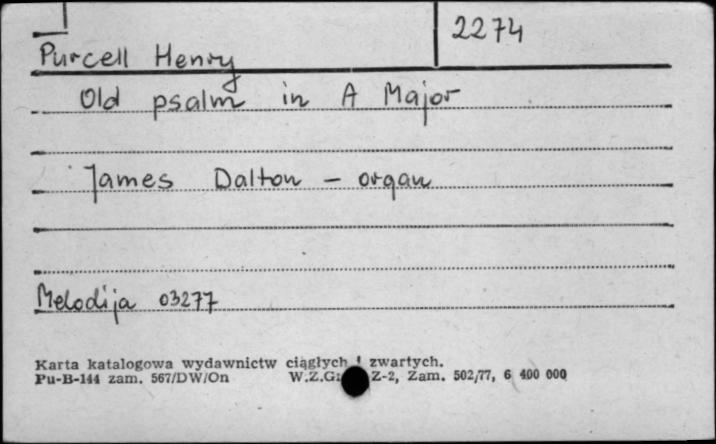 2274
Purcell Henry
Old psalm in A Major
James Dalton - organ
Melodija 03277
Karta katalogowa wydawnictw ciągłych i zwartych.
Pu-B-144 zam. 567/DW/On W.Z.G. Z-2, Zam. 502/77, 6 400 000